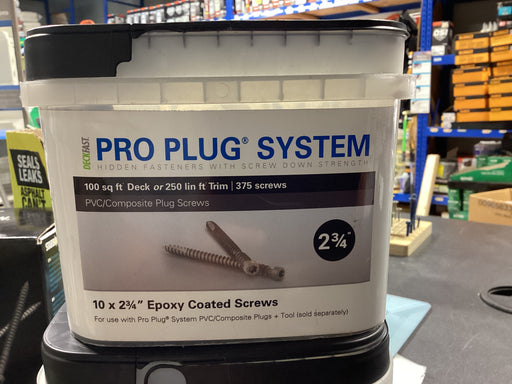 DECKFAST.
PRO PLUG® SYSTEM
HIDDEN FASTENERS WITH SCREW DOWN STRENGTH
100 sq ft Deck or 250 lin ft Trim | 375 screws
PVC/Composite Plug Screws
2¾"
10 x 2¾" Epoxy Coated Screws
For use with Pro Plug® System PVC/Composite Plugs + Tool (sold separately)
SEALS
LEAKS